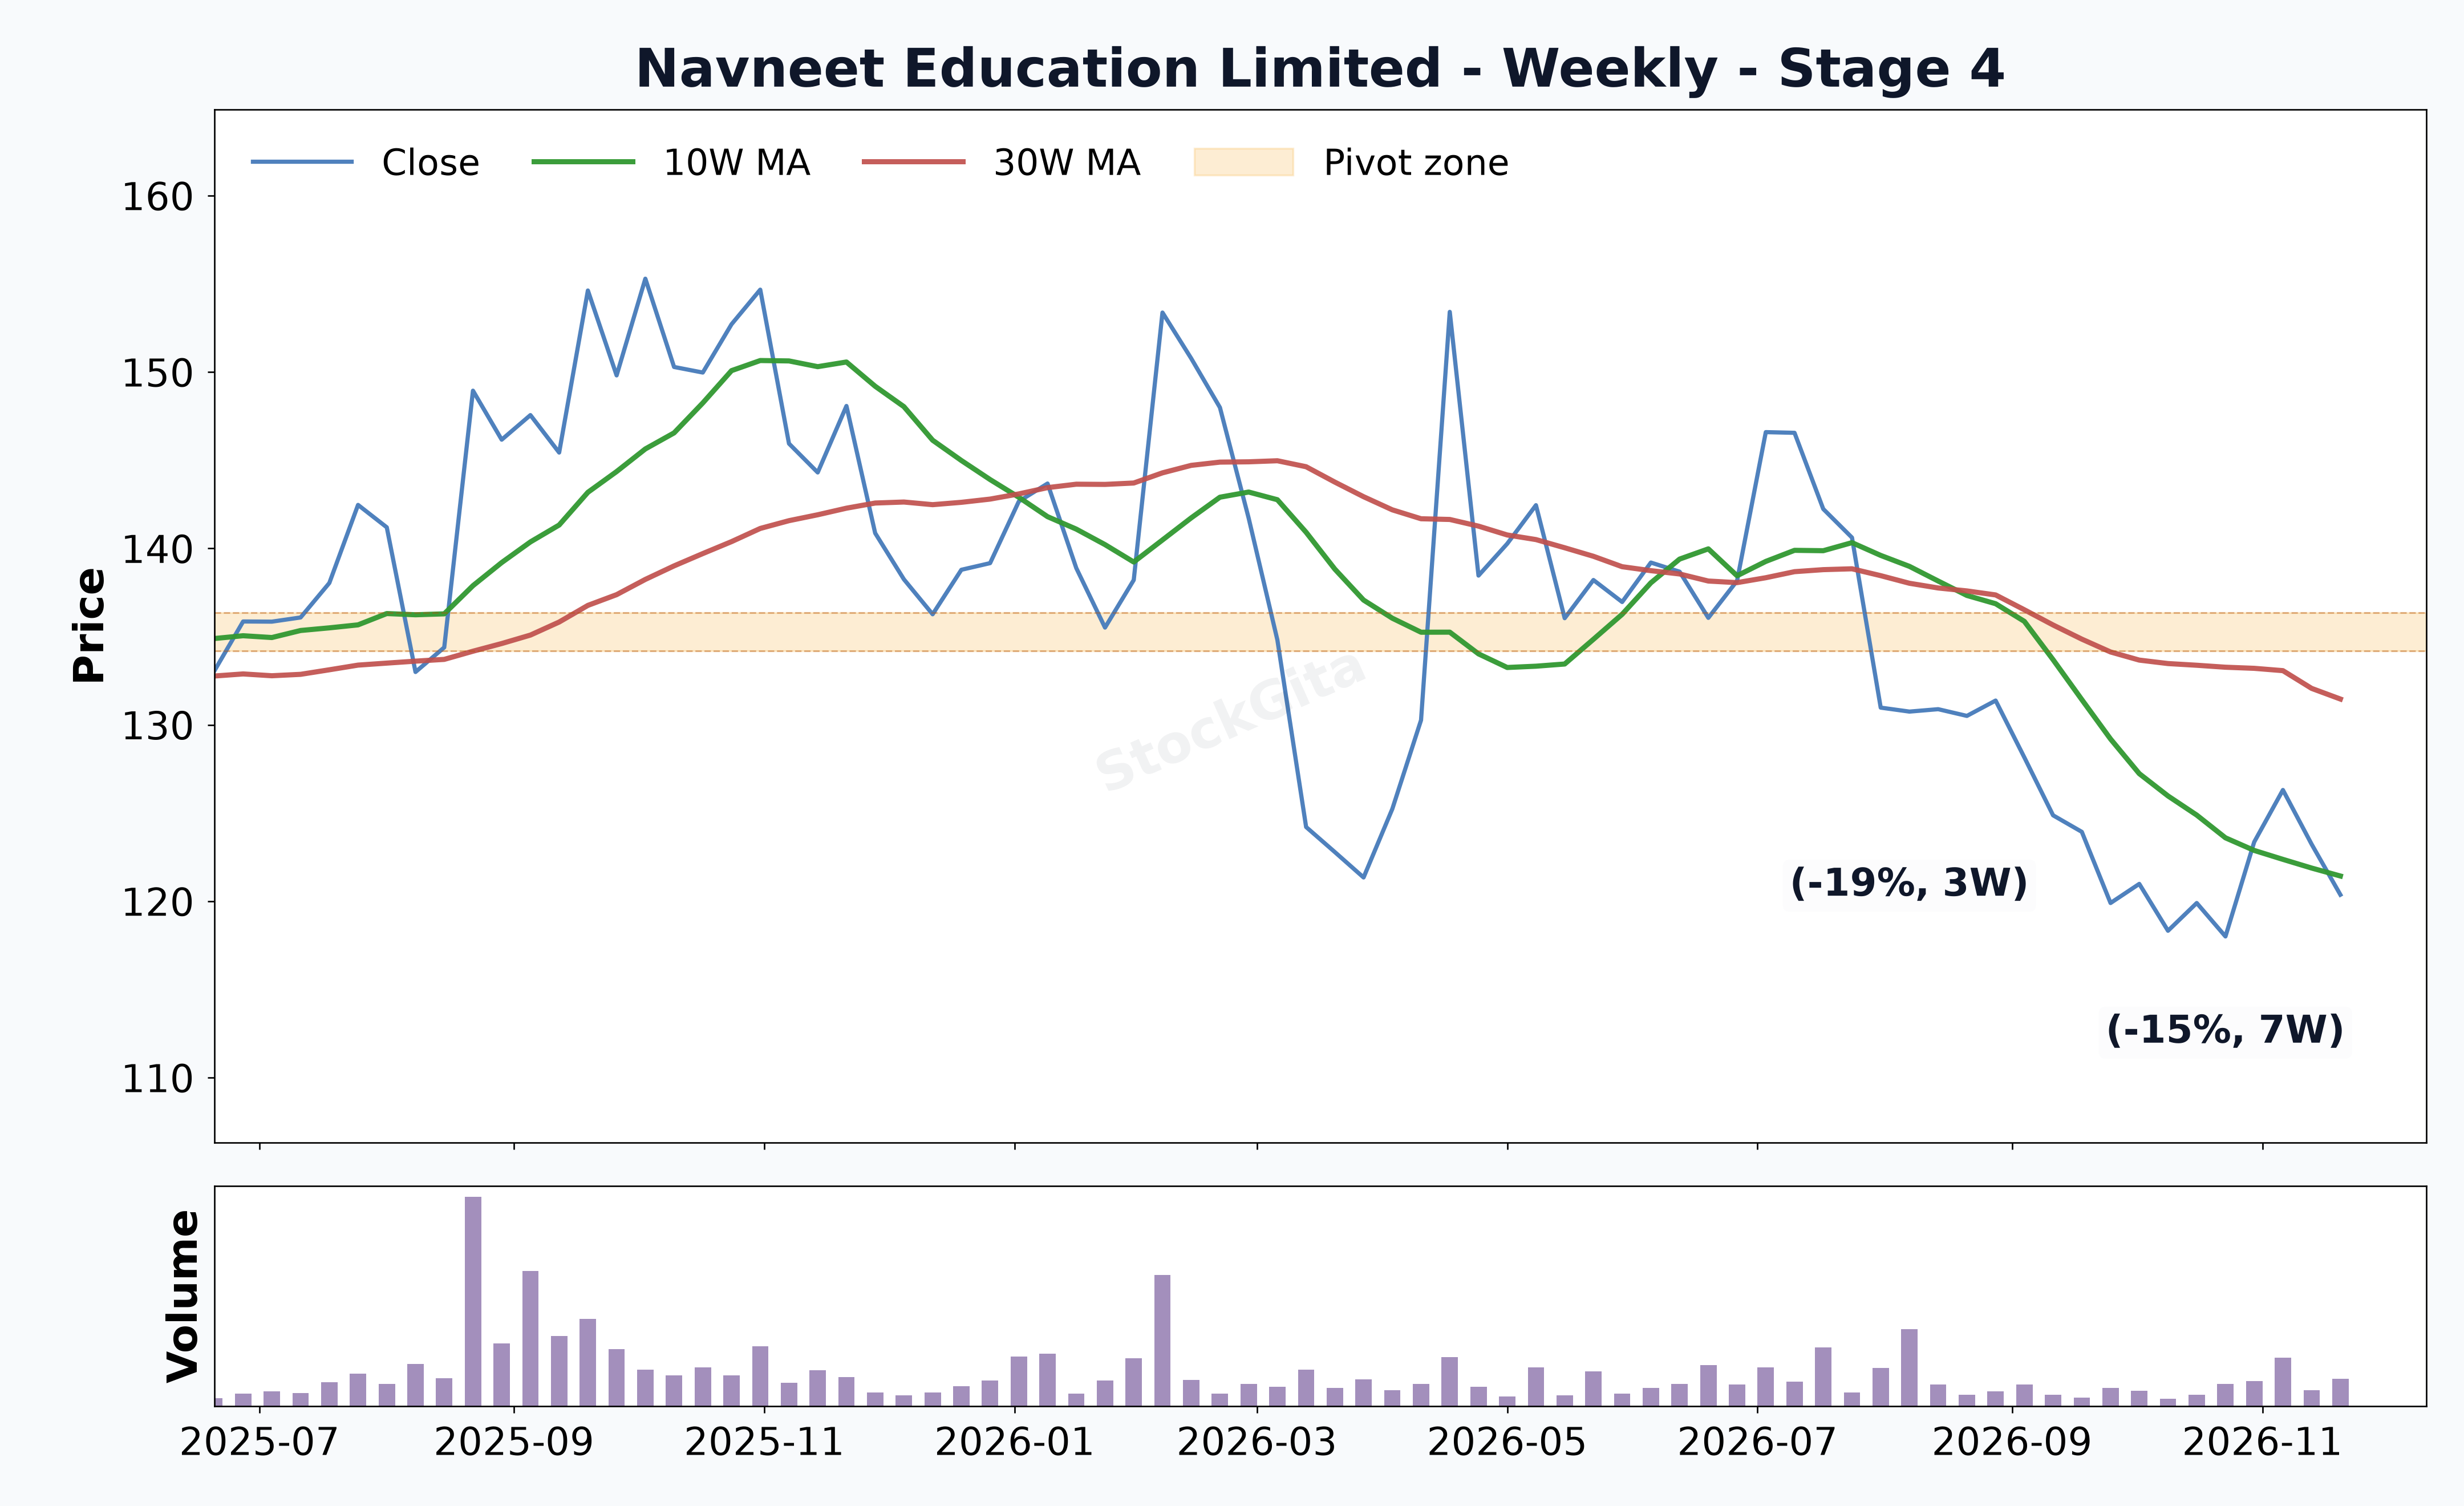 Navneet Education Limited - Weekly - Stage 4
Close 10W MA 30W MA Pivot zone
160
150
140
130
120
110
Price
StockGita
(-19%, 3W)
(-15%, 7W)
Volume
2025-07 2025-09 2025-11 2026-01 2026-03 2026-05 2026-07 2026-09 2026-11